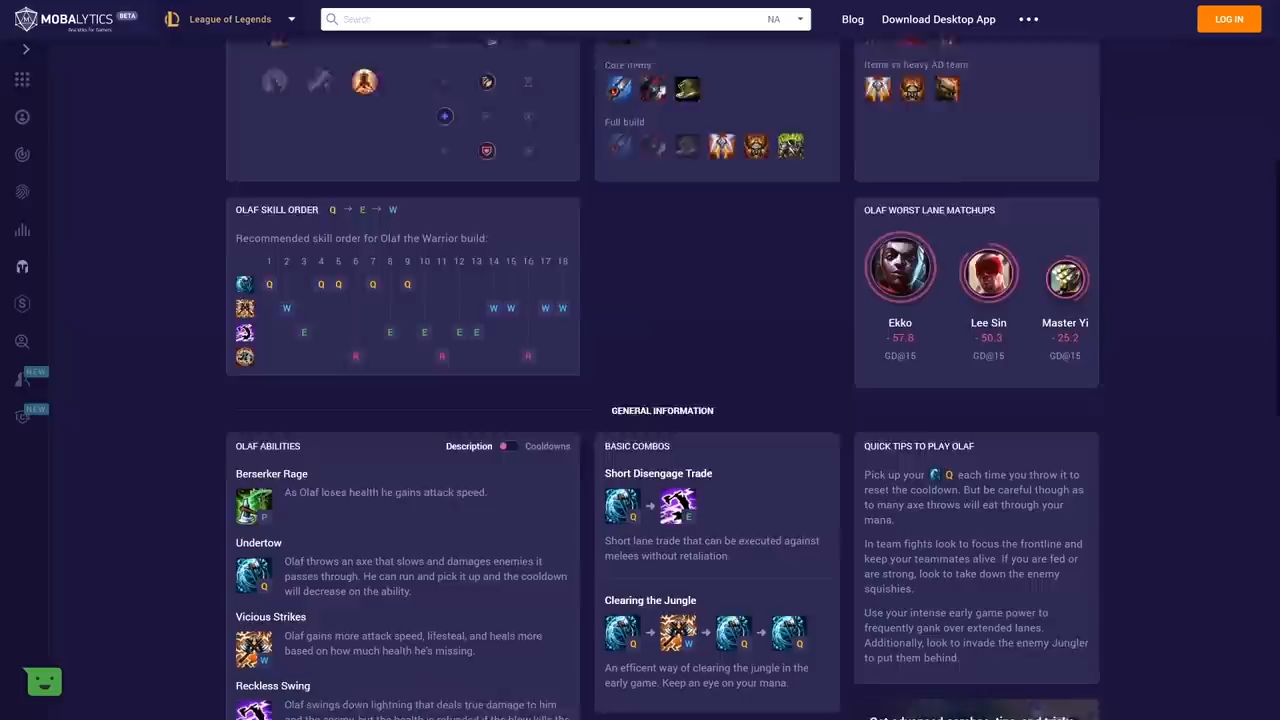 MOBALYTICS BETA
League of Legends
Search
NA
Blog
Download Desktop App
LOG IN
Core items
Full build
Items vs heavy AD team
OLAF SKILL ORDER Q → E → W
Recommended skill order for Olaf the Warrior build:
1 2 3 4 5 6 7 8 9 10 11 12 13 14 15 16 17 18
Q Q Q Q Q
W W W W W
E E E E E
R R R
OLAF WORST LANE MATCHUPS
Ekko Lee Sin Master Yi
- 57.8 - 50.3 - 25.2
GD@15 GD@15 GD@15
NEW
NEW
GENERAL INFORMATION
OLAF ABILITIES
Description Cooldowns
Berserker Rage
As Olaf loses health he gains attack speed.
P
Undertow
Olaf throws an axe that slows and damages enemies it
passes through. He can run and pick it up and the cooldown
will decrease on the ability.
Q
Vicious Strikes
Olaf gains more attack speed, lifesteal, and heals more
based on how much health he's missing.
W
Reckless Swing
Olaf swings down lightning that deals true damage to him
BASIC COMBOS
Short Disengage Trade
Q → E
Short lane trade that can be executed against
melees without retaliation.
Clearing the Jungle
Q → W → Q → Q
An efficent way of clearing the jungle in the
early game. Keep an eye on your mana.
QUICK TIPS TO PLAY OLAF
Pick up your Q each time you throw it to
reset the cooldown. But be careful though as
to many axe throws will eat through your
mana.
In team fights look to focus the frontline and
keep your teammates alive. If you are fed or
are strong, look to take down the enemy
squishies.
Use your intense early game power to
frequently gank over extended lanes.
Additionally, look to invade the enemy Jungler
to put them behind.